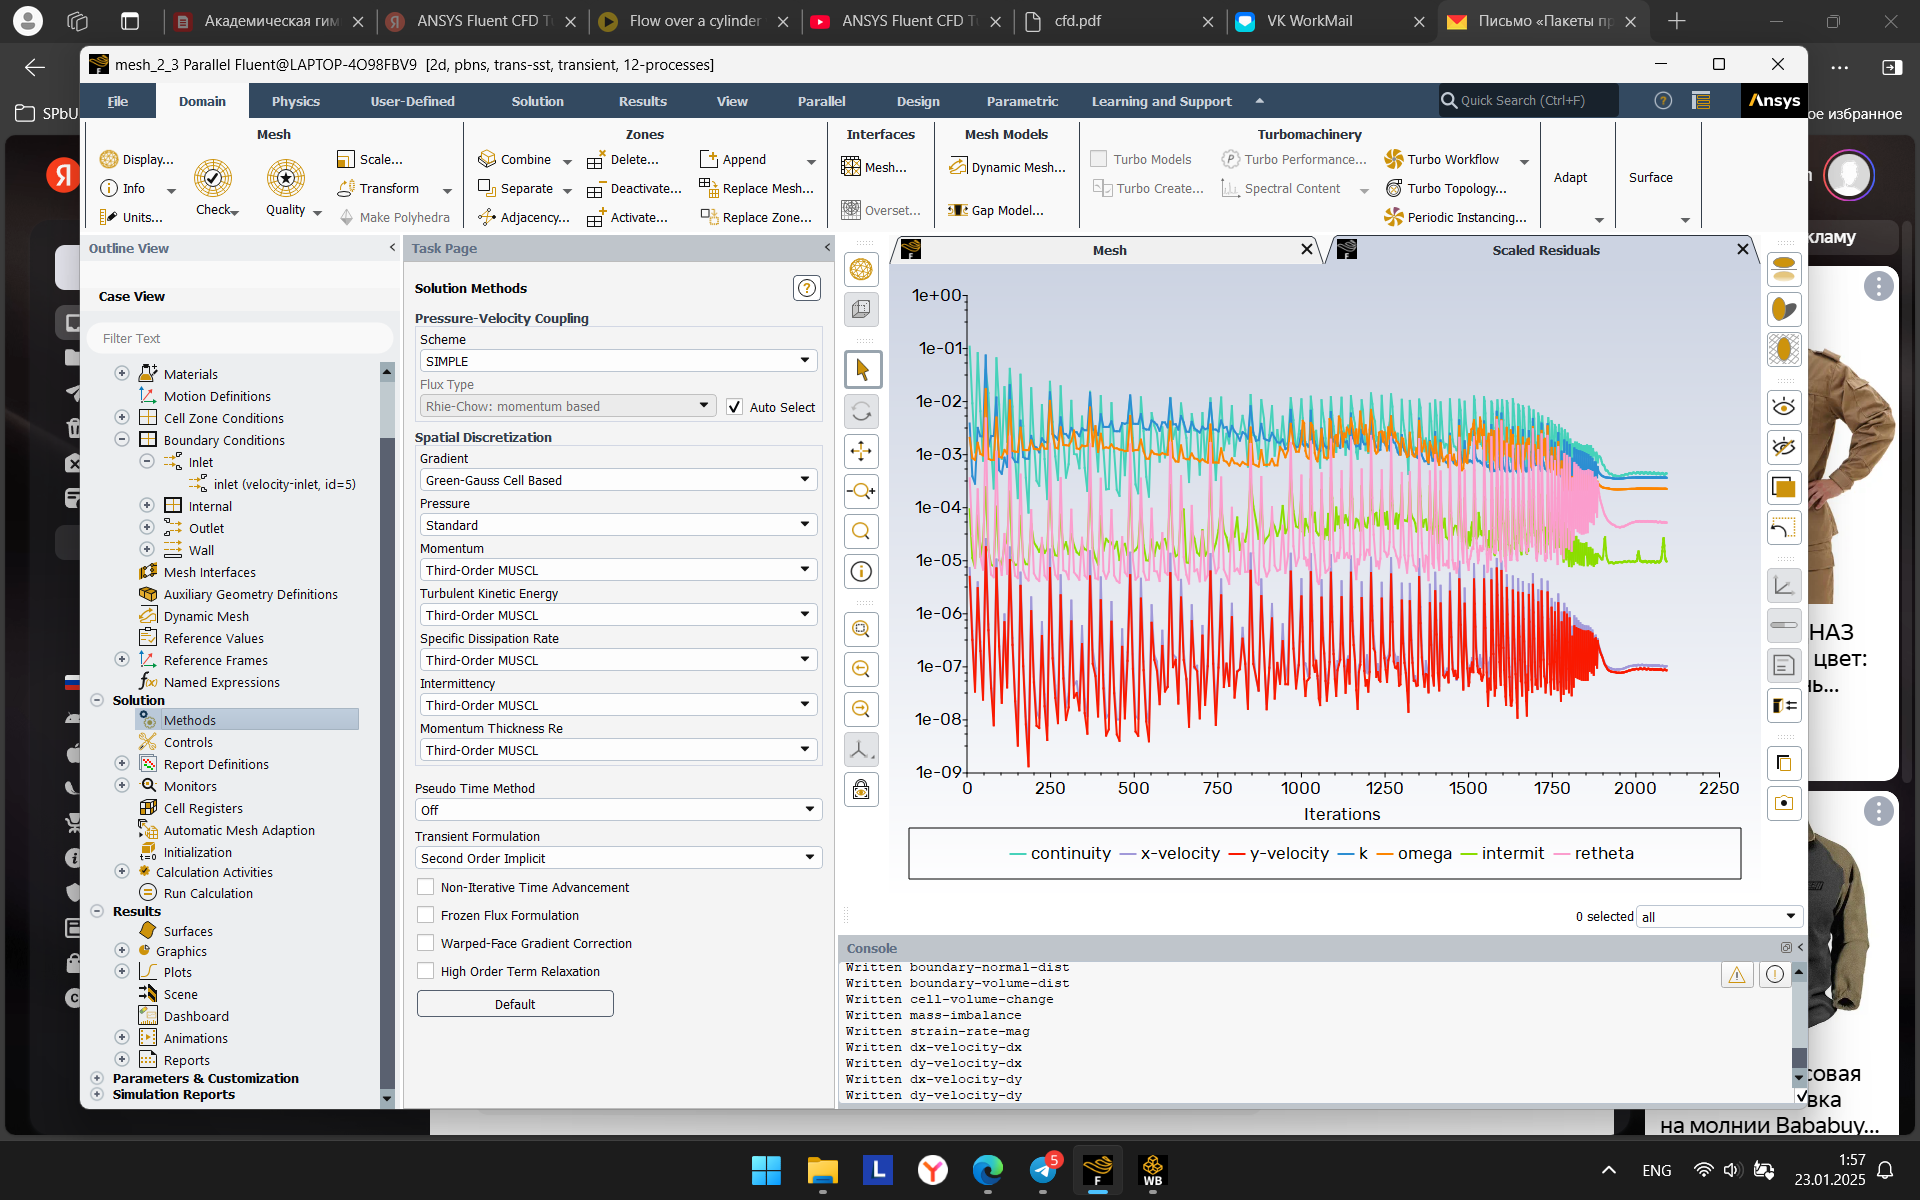 Академическая гим
ANSYS Fluent CFD Tu
Flow over a cylinder
ANSYS Fluent CFD Tu
cfd.pdf
VK WorkMail
Письмо «Пакеты пр
mesh_2_3 Parallel Fluent@LAPTOP-4O98FBV9 [2d, pbns, trans-sst, transient, 12-processes]
File
Domain
Physics
User-Defined
Solution
Results
View
Parallel
Design
Parametric
Learning and Support
Quick Search (Ctrl+F)
Ansys
SPbU
ое избранное
Mesh
Zones
Interfaces
Mesh Models
Turbomachinery
Display...
Scale...
Combine
Delete...
Append
Mesh...
Dynamic Mesh...
Turbo Models
Turbo Performance...
Turbo Workflow
Info
Check
Quality
Transform
Separate
Deactivate...
Replace Mesh...
Turbo Create...
Spectral Content
Turbo Topology...
Adapt
Surface
Units...
Make Polyhedra
Adjacency...
Activate...
Replace Zone...
Overset...
Gap Model...
Periodic Instancing...
Я
кламу
Outline View
Case View
Filter Text
Materials
Motion Definitions
Cell Zone Conditions
Boundary Conditions
Inlet
inlet (velocity-inlet, id=5)
Internal
Outlet
Wall
Mesh Interfaces
Auxiliary Geometry Definitions
Dynamic Mesh
Reference Values
Reference Frames
Named Expressions
Solution
Methods
Controls
Report Definitions
Monitors
Cell Registers
Automatic Mesh Adaption
Initialization
Calculation Activities
Run Calculation
Results
Surfaces
Graphics
Plots
Scene
Dashboard
Animations
Reports
Parameters & Customization
Simulation Reports
Task Page
Solution Methods
Pressure-Velocity Coupling
Scheme
SIMPLE
Flux Type
Rhie-Chow: momentum based
Auto Select
Spatial Discretization
Gradient
Green-Gauss Cell Based
Pressure
Standard
Momentum
Third-Order MUSCL
Turbulent Kinetic Energy
Third-Order MUSCL
Specific Dissipation Rate
Third-Order MUSCL
Intermittency
Third-Order MUSCL
Momentum Thickness Re
Third-Order MUSCL
Pseudo Time Method
Off
Transient Formulation
Second Order Implicit
Non-Iterative Time Advancement
Frozen Flux Formulation
Warped-Face Gradient Correction
High Order Term Relaxation
Default
Mesh
Scaled Residuals
1e+00
1e-01
1e-02
1e-03
1e-04
1e-05
1e-06
1e-07
1e-08
1e-09
0 250 500 750 1000 1250 1500 1750 2000 2250
Iterations
continuity x-velocity y-velocity k omega intermit retheta
0 selected all
Console
Written boundary-normal-dist
Written boundary-volume-dist
Written cell-volume-change
Written mass-imbalance
Written strain-rate-mag
Written dx-velocity-dx
Written dy-velocity-dx
Written dx-velocity-dy
Written dy-velocity-dy
НАЗ
цвет:
нь...
совая
вка
на молнии Bababuy...
L
Y
5
F
WB
ENG
1:57
23.01.2025